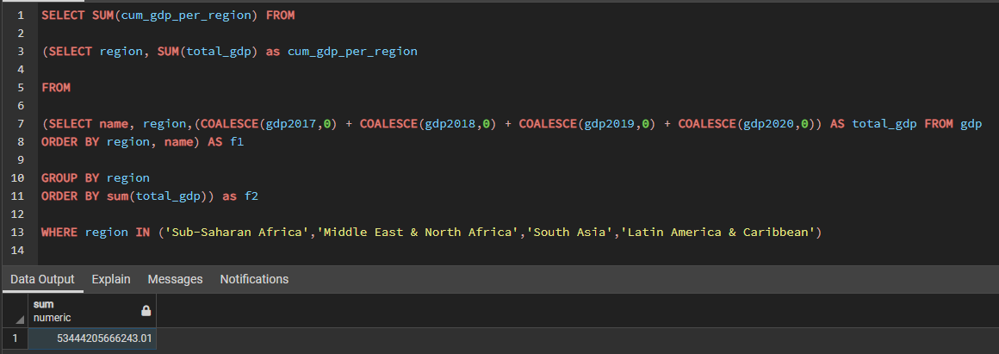 1 SELECT SUM(cum_gdp_per_region) FROM
2
3 (SELECT region, SUM(total_gdp) as cum_gdp_per_region
4
5 FROM
6
7 (SELECT name, region,(COALESCE(gdp2017,0) + COALESCE(gdp2018,0) + COALESCE(gdp2019,0) + COALESCE(gdp2020,0)) AS total_gdp FROM gdp
8 ORDER BY region, name) AS f1
9
10 GROUP BY region
11 ORDER BY sum(total_gdp)) as f2
12
13 WHERE region IN ('Sub-Saharan Africa','Middle East & North Africa','South Asia','Latin America & Caribbean')
14
Data Output Explain Messages Notifications
sum
numeric
1 53444205666243.01